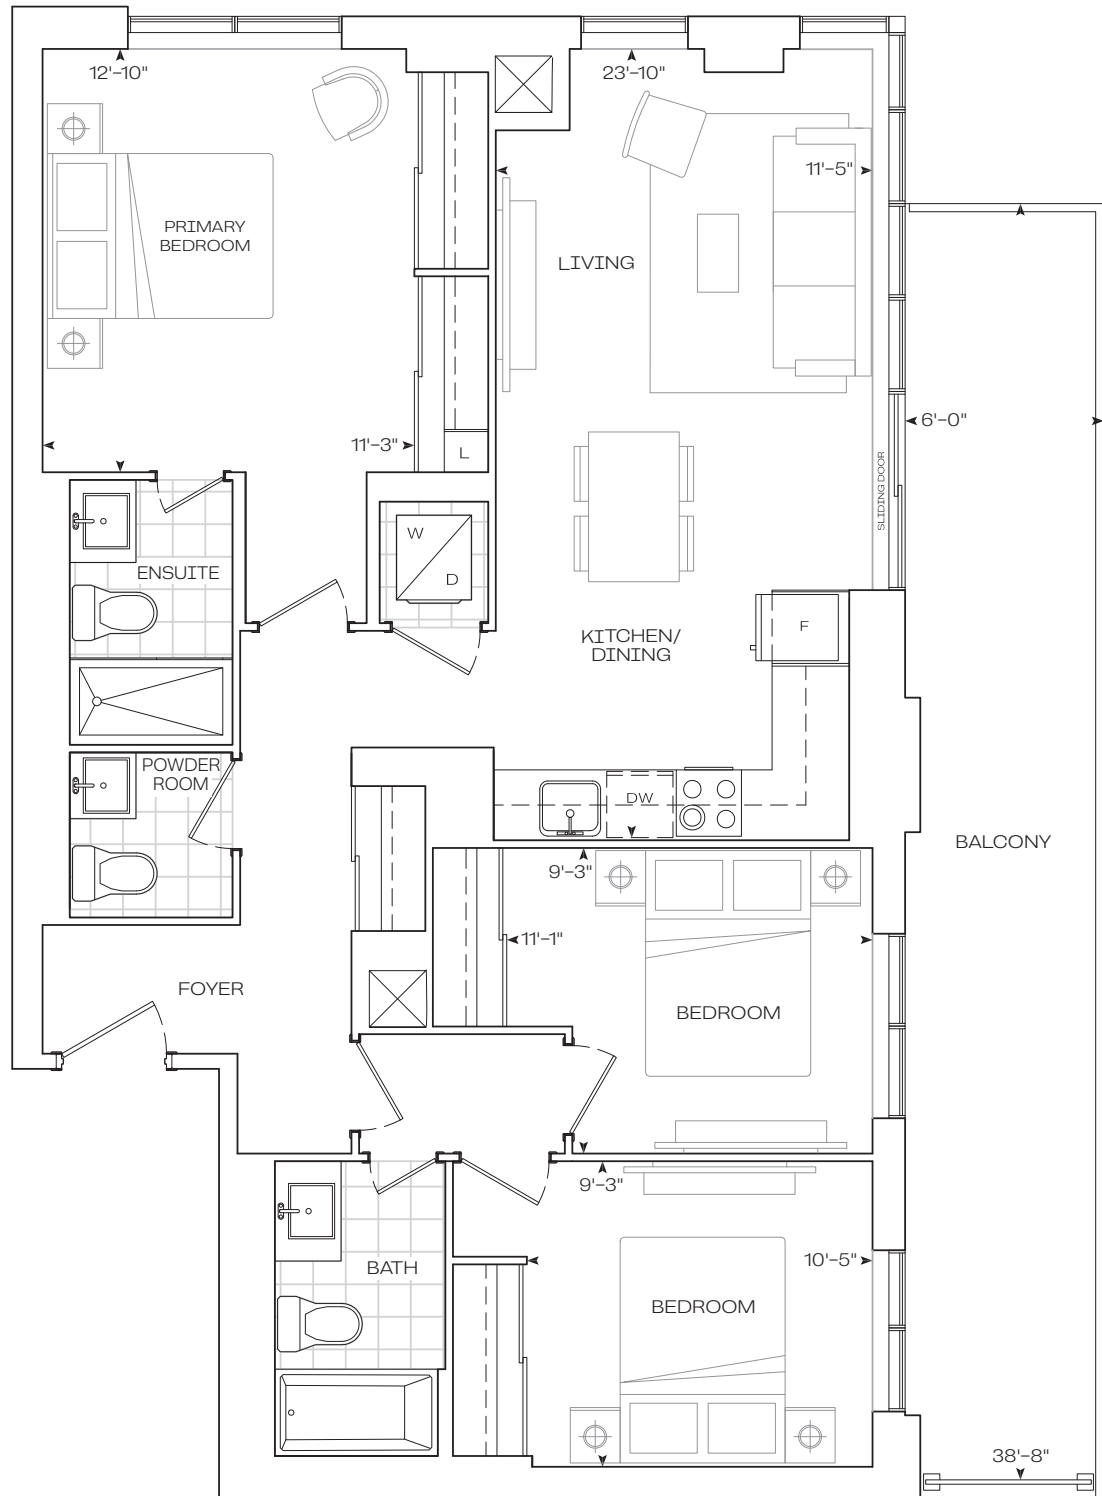 12'-10"
23'-10"
11'-5"
PRIMARY
BEDROOM
LIVING
6'-0"
11'-3"
L
SLIDING DOOR
W
D
ENSUITE
F
KITCHEN/
DINING
POWDER
ROOM
DW
BALCONY
9'-3"
11'-1"
FOYER
BEDROOM
9'-3"
10'-5"
BATH
BEDROOM
38'-8"